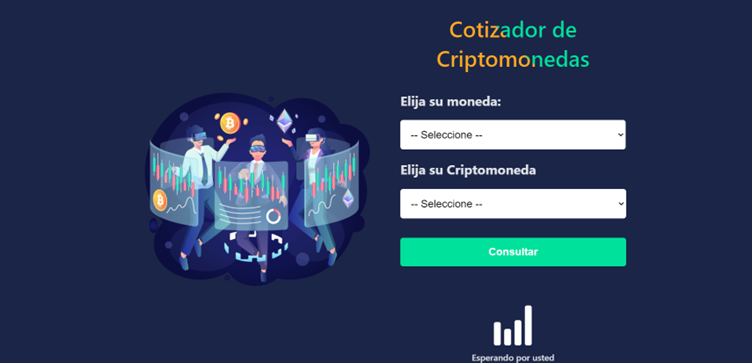 Cotizador de
Criptomonedas
Elija su moneda:
-- Seleccione --
Elija su Criptomoneda
-- Seleccione --
Consultar
Esperando por usted